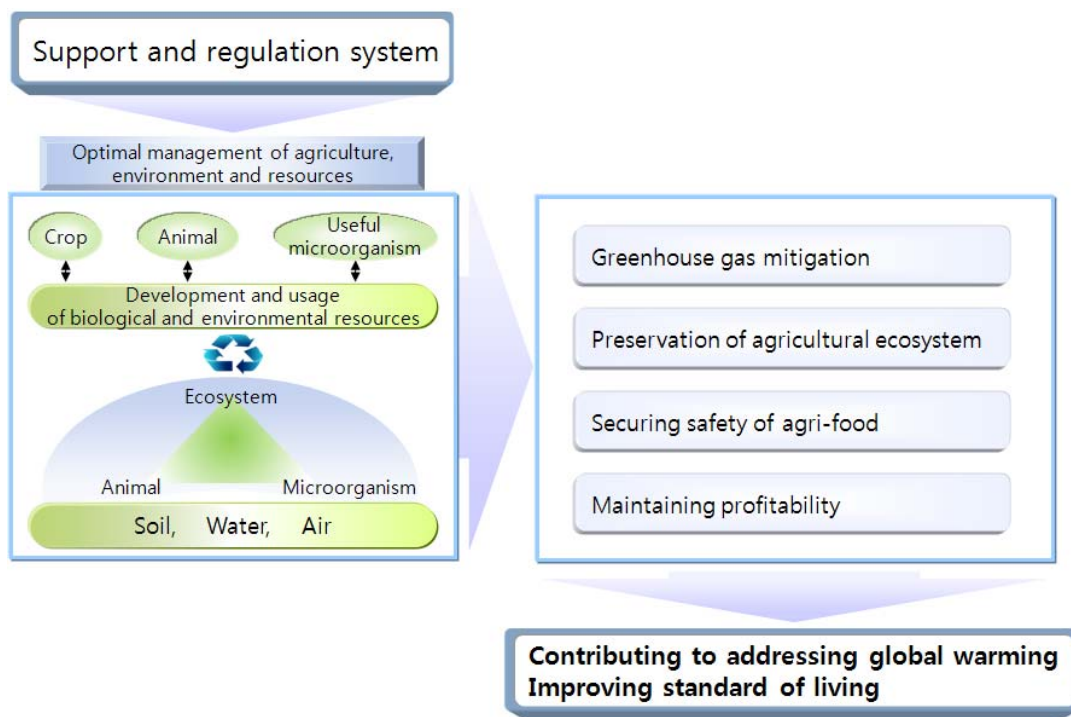 Support and regulation system
Optimal management of agriculture,
environment and resources
Crop
Animal
Useful
microorganism
Development and usage
of biological and environmental resources
Ecosystem
Animal
Microorganism
Soil, Water, Air
Greenhouse gas mitigation
Preservation of agricultural ecosystem
Securing safety of agri-food
Maintaining profitability
Contributing to addressing global warming
Improving standard of living